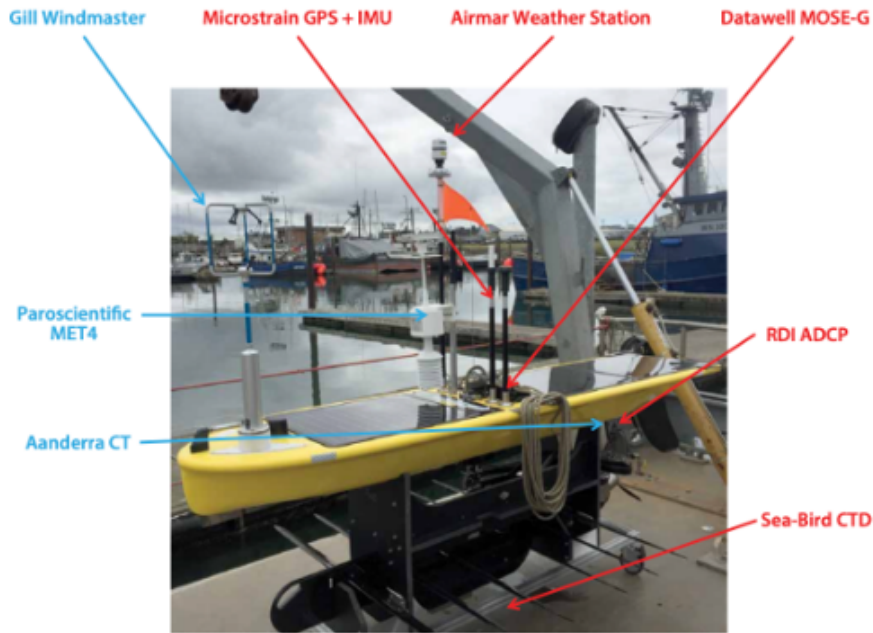 Gill Windmaster
Microstrain GPS + IMU
Airmar Weather Station
Datawell MOSE-G
Paroscientific
MET4
RDI ADCP
Aanderra CT
Sea-Bird CTD